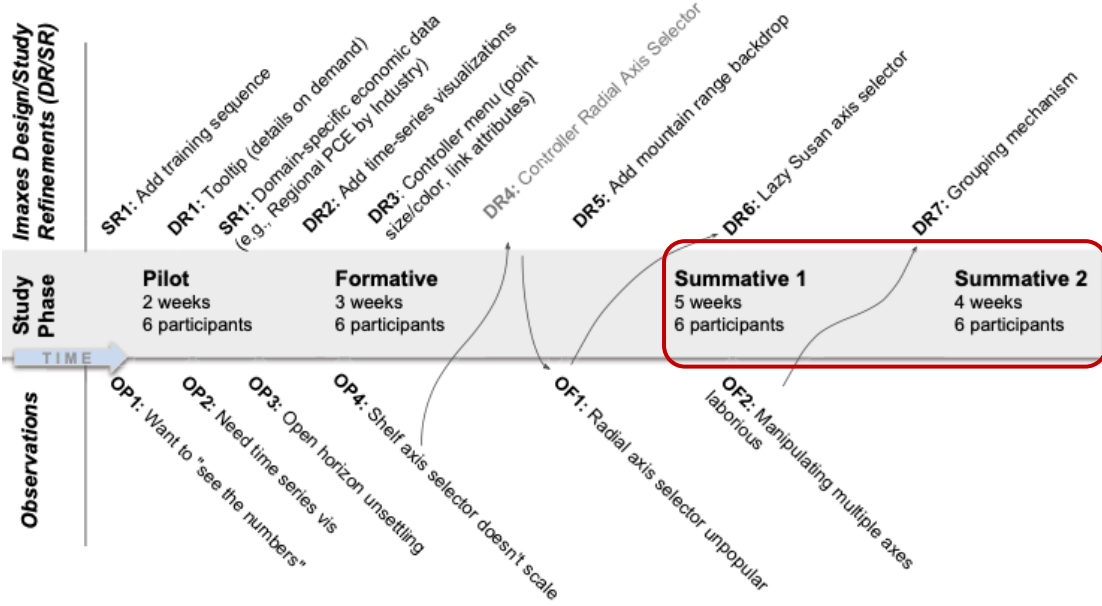 Imaxes Design/Study
Refinements (DR/SR)
SR1: Add training sequence
DR1: Tooltip (details on demand)
SR1: Domain-specific economic data
(e.g., Regional PCE by Industry)
DR2: Add time-series visualizations
DR3: Controller menu (point
size/color, link attributes)
DR4: Controller Radial Axis Selector
DR5: Add mountain range backdrop
DR6: Lazy Susan axis selector
DR7: Grouping mechanism
Study
Phase
Pilot
2 weeks
6 participants
Formative
3 weeks
6 participants
Summative 1
5 weeks
6 participants
Summative 2
4 weeks
6 participants
TIME
Observations
OP1: Want to "see the numbers"
OP2: Need time series vis
OP3: Open horizon unsettling
OP4: Shelf axis selector doesn't scale
OF1: Radial axis selector unpopular
OF2: Manipulating multiple axes
laborious